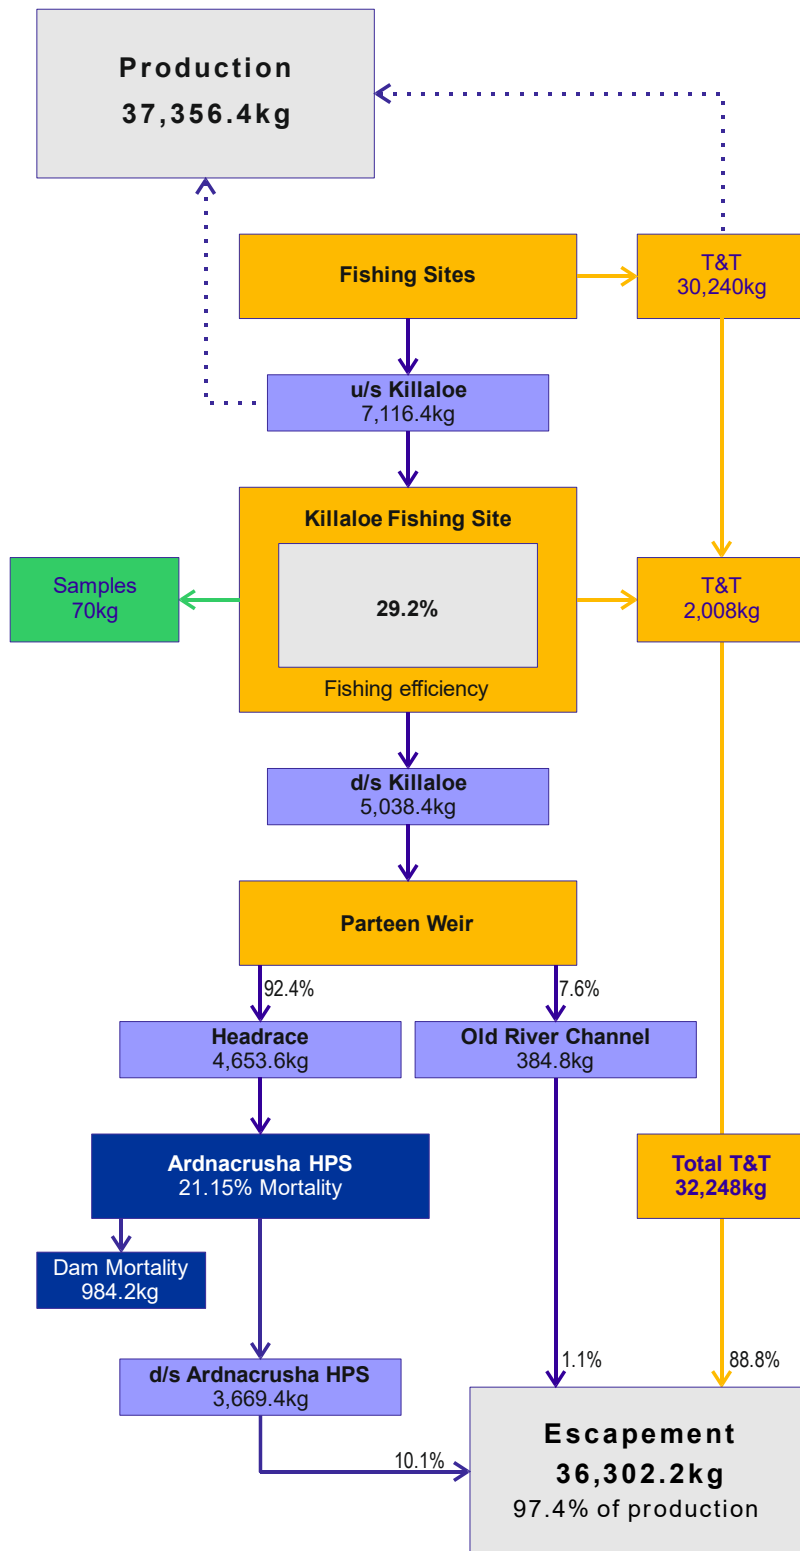 Production
37,356.4kg
Fishing Sites
T&T
30,240kg
u/s Killaloe
7,116.4kg
Killaloe Fishing Site
29.2%
Fishing efficiency
Samples
70kg
T&T
2,008kg
d/s Killaloe
5,038.4kg
Parteen Weir
92.4%
7.6%
Headrace
4,653.6kg
Old River Channel
384.8kg
Ardnacrusha HPS
21.15% Mortality
Total T&T
32,248kg
Dam Mortality
984.2kg
d/s Ardnacrusha HPS
3,669.4kg
1.1%
88.8%
10.1%
Escapement
36,302.2kg
97.4% of production